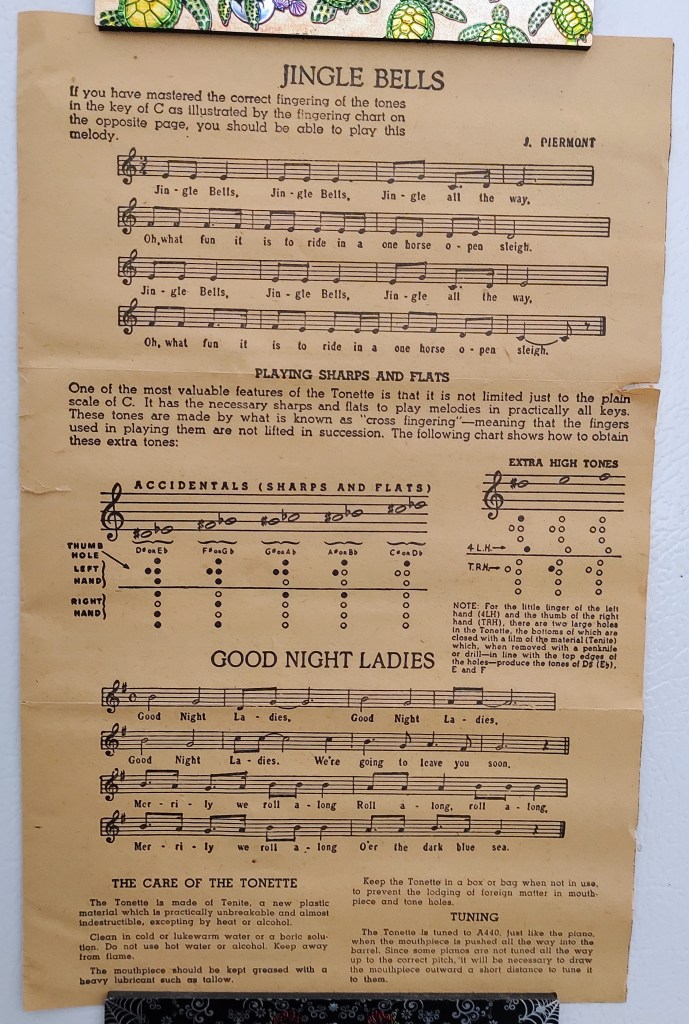 JINGLE BELLS
If you have mastered the correct fingering of the tones
in the key of C as illustrated by the fingering chart on
the opposite page, you should be able to play this
melody.
J. PIERMONT
2
4
Jin - gle Bells, Jin - gle Bells, Jin - gle all the way,
Oh, what fun it is to ride in a one horse o - pen sleigh.
Jin - gle Bells, Jin - gle Bells, Jin - gle all the way,
Oh, what fun it is to ride in a one horse o - pen sleigh.
PLAYING SHARPS AND FLATS
One of the most valuable features of the Tonette is that it is not limited just to the plain
scale of C. It has the necessary sharps and flats to play melodies in practically all keys.
These tones are made by what is known as "cross fingering"—meaning that the fingers
used in playing them are not lifted in succession. The following chart shows how to obtain
these extra tones:
ACCIDENTALS (SHARPS AND FLATS)
D# OR E♭ F# OR G♭ G# OR A♭ A# OR B♭ C# OR D♭
THUMB
HOLE
LEFT
HAND
RIGHT
HAND
EXTRA HIGH TONES
4 L.H.
T.R.H.
NOTE: For the little finger of the left
hand (4LH) and the thumb of the right
hand (TRH), there are two large holes
in the Tonette, the bottoms of which are
closed with a film of the material (Tenite)
which, when removed with a penknife
or drill—in line with the top edges of
the holes—produce the tones of D# (E♭),
E and F
GOOD NIGHT LADIES
Good Night La - dies, Good Night La - dies,
Good Night La - dies. We're going to leave you soon.
Mer - ri - ly we roll a - long Roll a - long, roll a - long,
Mer - ri - ly we roll a - long O'er the dark blue sea.
THE CARE OF THE TONETTE
The Tonette is made of Tenite, a new plastic
material which is practically unbreakable and almost
indestructible, excepting by heat or alcohol.
Clean in cold or lukewarm water or a boric solu-
tion. Do not use hot water or alcohol. Keep away
from flame.
The mouthpiece should be kept greased with a
heavy lubricant such as tallow.
Keep the Tonette in a box or bag when not in use,
to prevent the lodging of foreign matter in mouth-
piece and tone holes.
TUNING
The Tonette is tuned to A440, just like the piano,
when the mouthpiece is pushed all the way into the
barrel. Since some pianos are not tuned all the way
up to the correct pitch, it will be necessary to draw
the mouthpiece outward a short distance to tune it
to them.